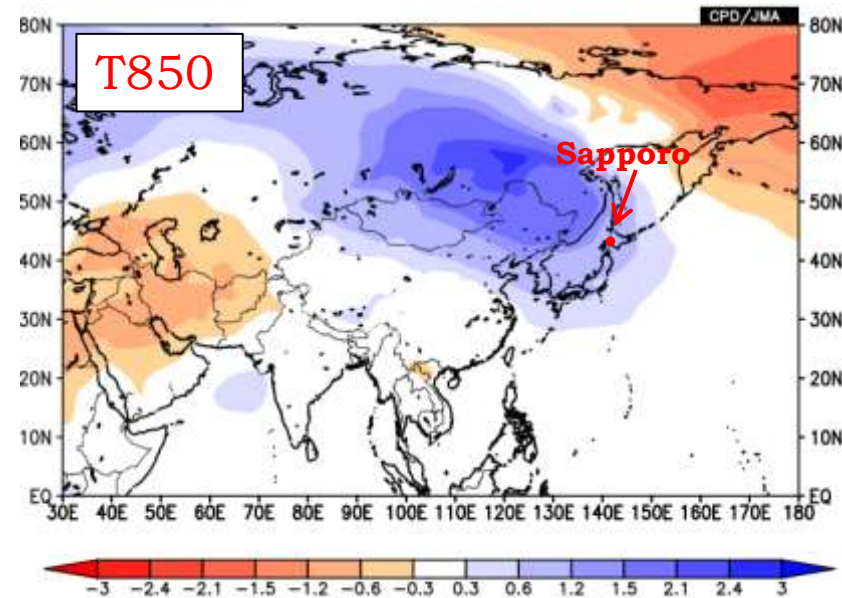 CPD/JMA
80N 80N
T850
70N 70N
60N 60N
Sapporo
50N 50N
40N 40N
30N 30N
20N 20N
10N 10N
EQ EQ
30E 40E 50E 60E 70E 80E 90E 100E 110E 120E 130E 140E 150E 160E 170E 180
-3 -2.4 -2.1 -1.5 -1.2 -0.6 -0.3 0.3 0.6 1.2 1.5 2.1 2.4 3